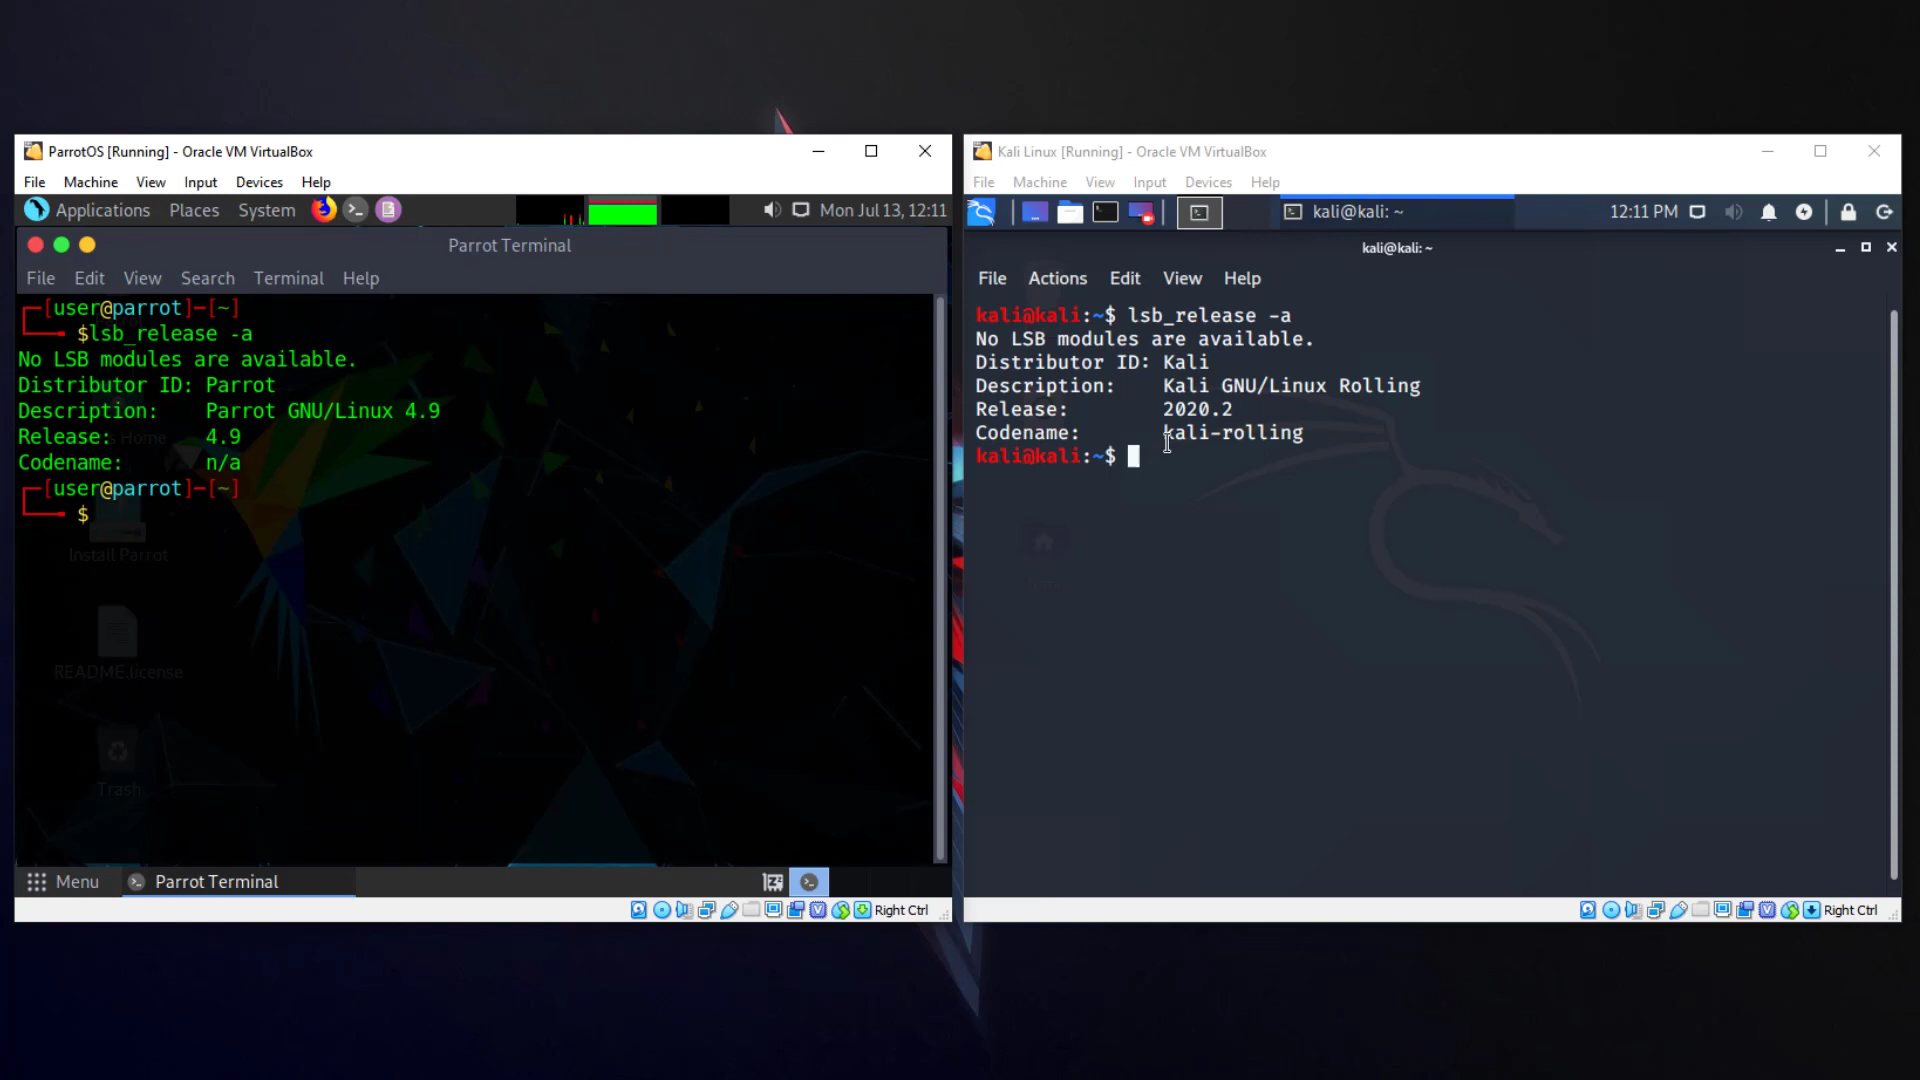 ParrotOS [Running] - Oracle VM VirtualBox
File Machine View Input Devices Help
Applications Places System Mon Jul 13, 12:11
Parrot Terminal
File Edit View Search Terminal Help
┌─[user@parrot]─[~]
└──╼ $lsb_release -a
No LSB modules are available.
Distributor ID: Parrot
Description: Parrot GNU/Linux 4.9
Release: 4.9
Codename: n/a
┌─[user@parrot]─[~]
└──╼ $
Install Parrot
README.license
Trash
Menu Parrot Terminal
Right Ctrl
Kali Linux [Running] - Oracle VM VirtualBox
File Machine View Input Devices Help
kali@kali: ~ 12:11 PM
kali@kali: ~
File Actions Edit View Help
kali@kali:~$ lsb_release -a
No LSB modules are available.
Distributor ID: Kali
Description: Kali GNU/Linux Rolling
Release: 2020.2
Codename: kali-rolling
kali@kali:~$
Right Ctrl